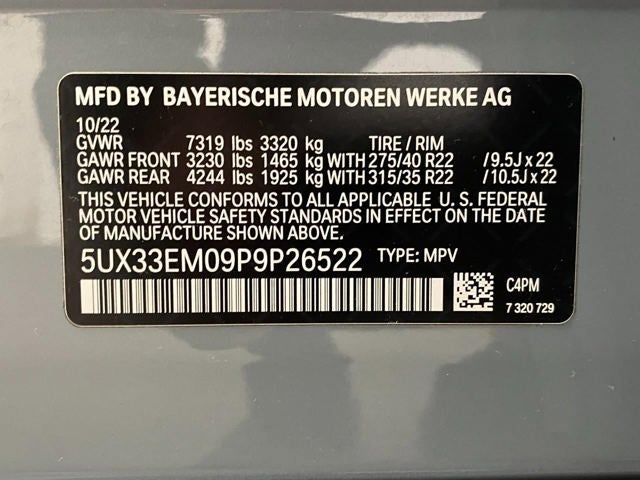 MFD BY BAYERISCHE MOTOREN WERKE AG
10/22
GVWR 7319 lbs 3320 kg TIRE / RIM
GAWR FRONT 3230 lbs 1465 kg WITH 275/40 R22 /9.5J x 22
GAWR REAR 4244 lbs 1925 kg WITH 315/35 R22 /10.5J x 22
THIS VEHICLE CONFORMS TO ALL APPLICABLE U. S. FEDERAL
MOTOR VEHICLE SAFETY STANDARDS IN EFFECT ON THE DATE
OF MANUFACTURE SHOWN ABOVE.
5UX33EM09P9P26522 TYPE: MPV
C4PM
7 320 729